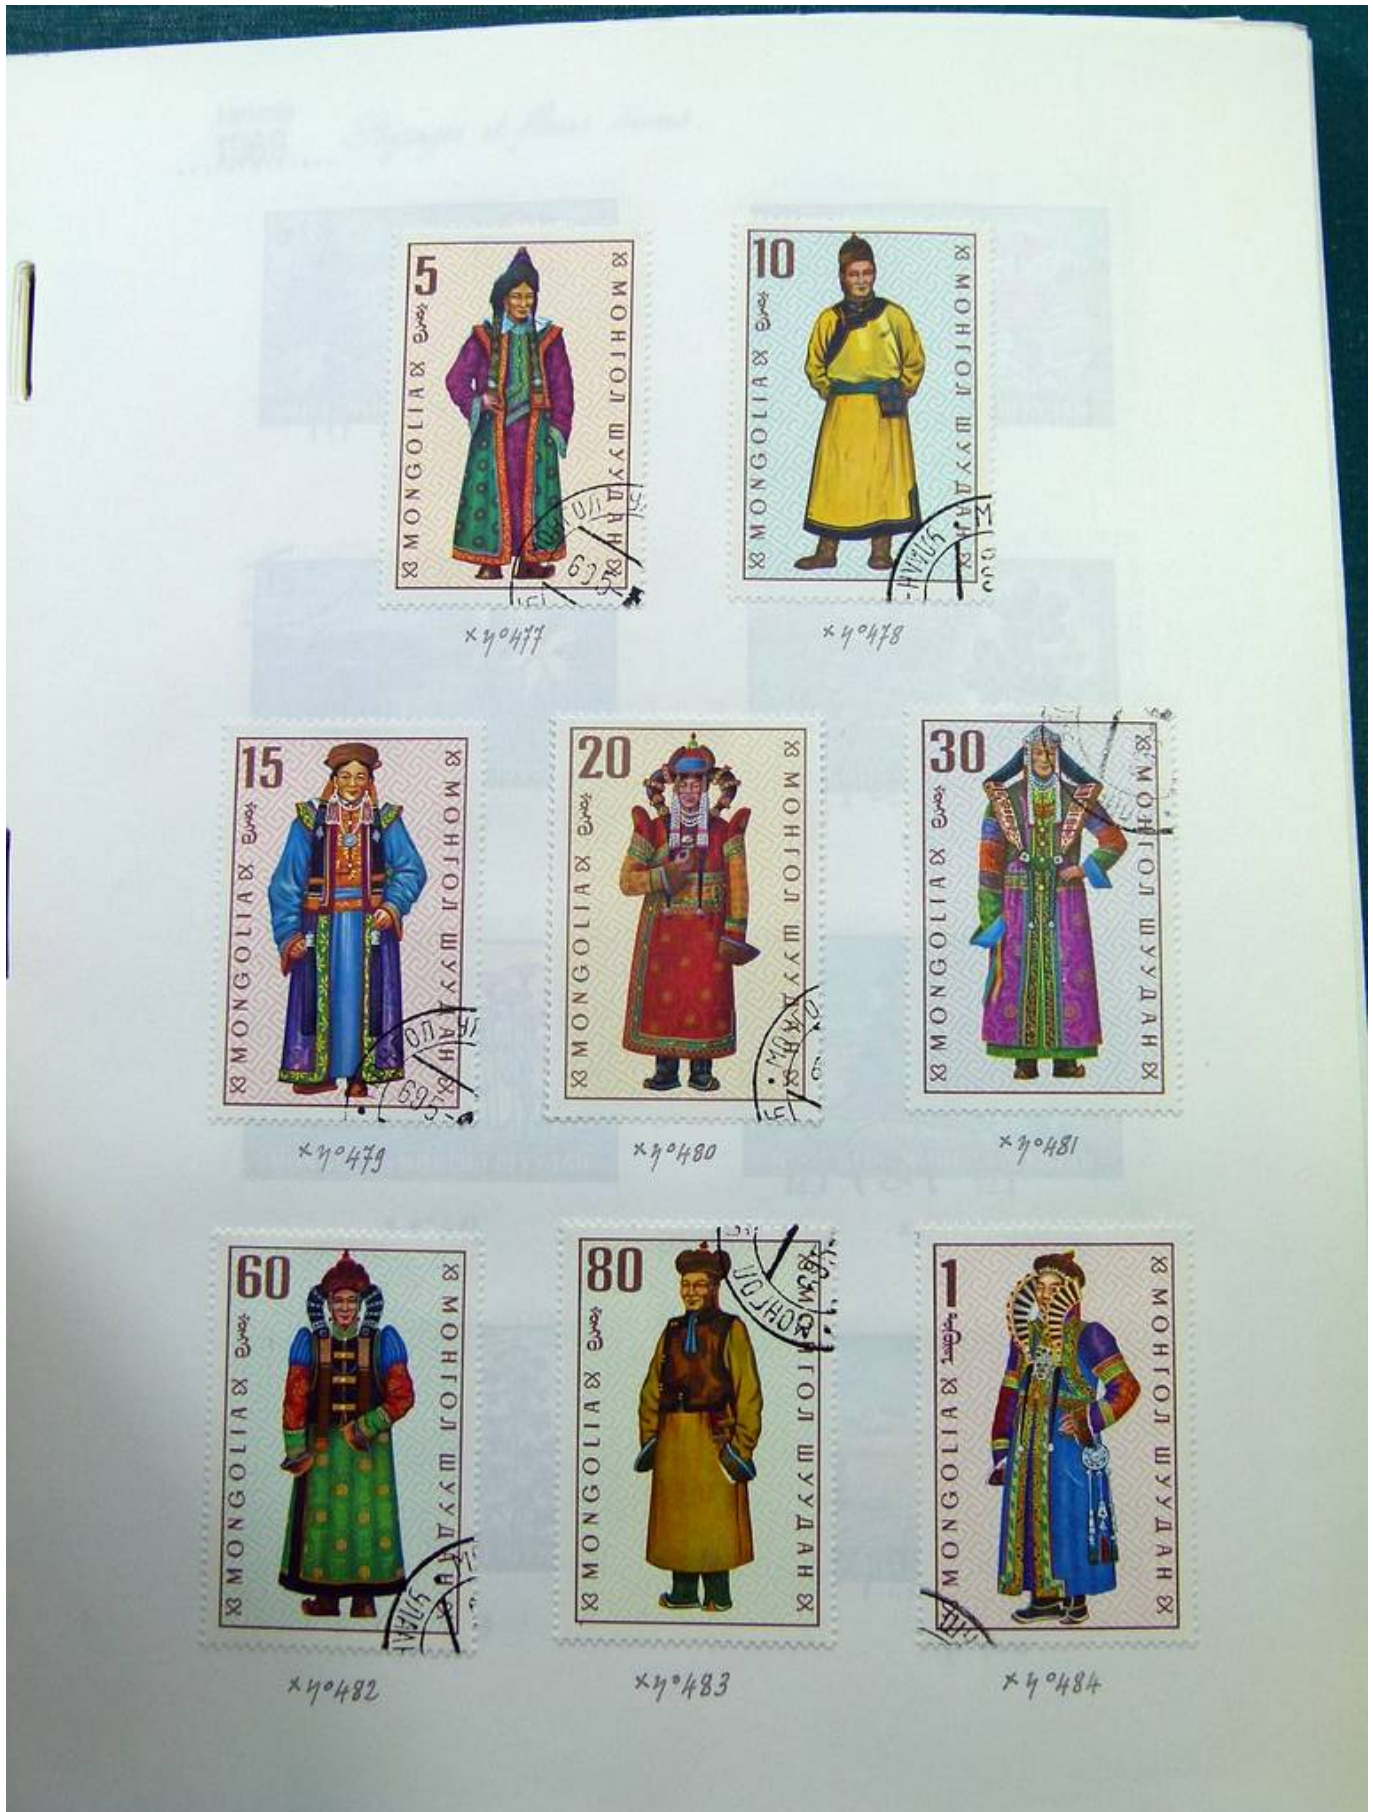 5
MONGOLIA
МОНГОЛ ШУУДАН
x n° 477
10
MONGOLIA
МОНГОЛ ШУУДАН
x n° 478
15
MONGOLIA
МОНГОЛ ШУУДАН
x n° 479
20
MONGOLIA
МОНГОЛ ШУУДАН
x n° 480
30
MONGOLIA
МОНГОЛ ШУУДАН
x n° 481
60
MONGOLIA
МОНГОЛ ШУУДАН
x n° 482
80
MONGOLIA
МОНГОЛ ШУУДАН
x n° 483
1
MONGOLIA
МОНГОЛ ШУУДАН
x n° 484